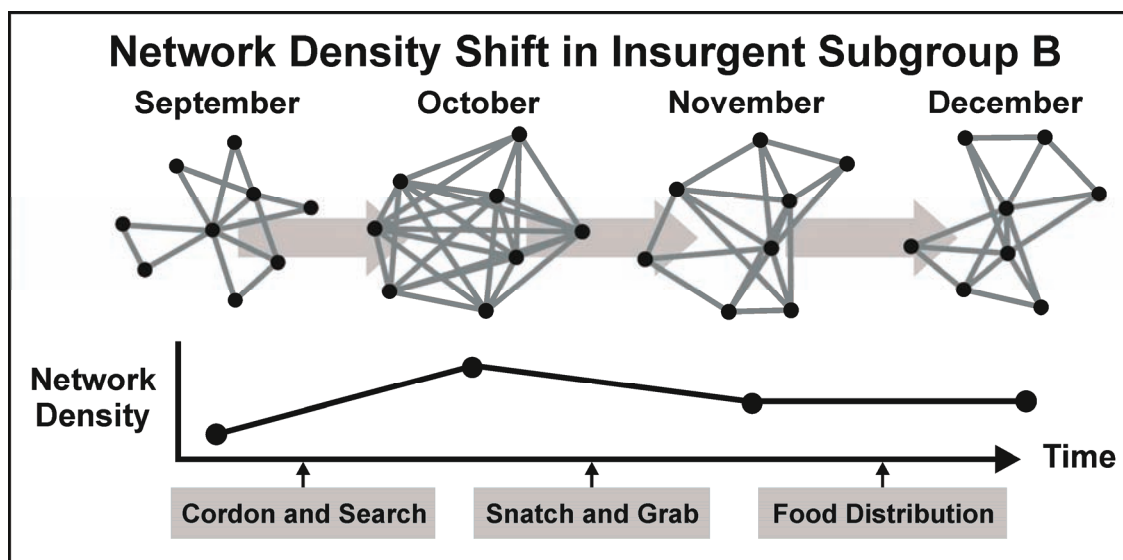 Network Density Shift in Insurgent Subgroup B
September October November December
Network
Density
Time
Cordon and Search Snatch and Grab Food Distribution